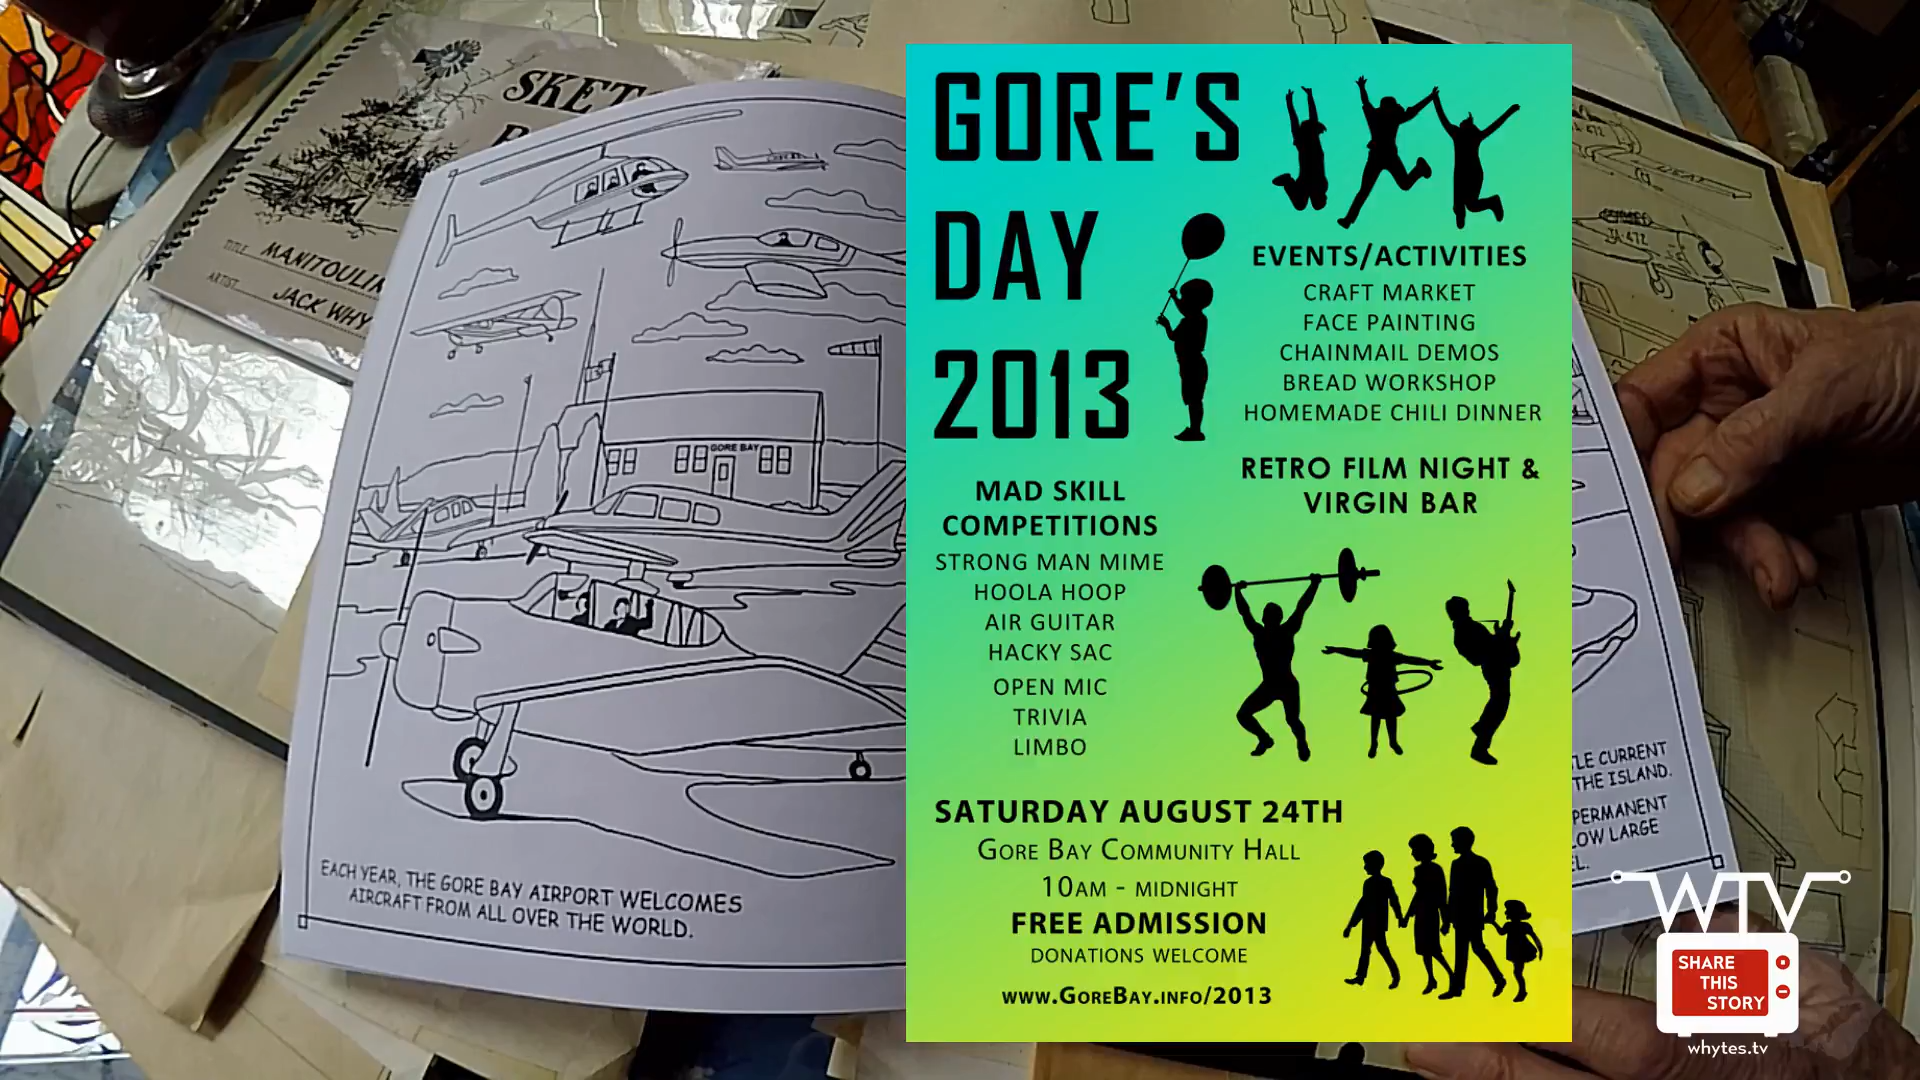 SKET
TITLE MANITOULIN
ARTIST JACK WHY
GORE BAY
EACH YEAR, THE GORE BAY AIRPORT WELCOMES
AIRCRAFT FROM ALL OVER THE WORLD.
GORE'S
DAY
2013
EVENTS/ACTIVITIES
CRAFT MARKET
FACE PAINTING
CHAINMAIL DEMOS
BREAD WORKSHOP
HOMEMADE CHILI DINNER
RETRO FILM NIGHT &
VIRGIN BAR
MAD SKILL
COMPETITIONS
STRONG MAN MIME
HOOLA HOOP
AIR GUITAR
HACKY SAC
OPEN MIC
TRIVIA
LIMBO
SATURDAY AUGUST 24TH
GORE BAY COMMUNITY HALL
10AM - MIDNIGHT
FREE ADMISSION
DONATIONS WELCOME
WWW.GOREBAY.INFO/2013
LE CURRENT
THE ISLAND.
PERMANENT
OW LARGE
WTV
SHARE
THIS
STORY
whytes.tv